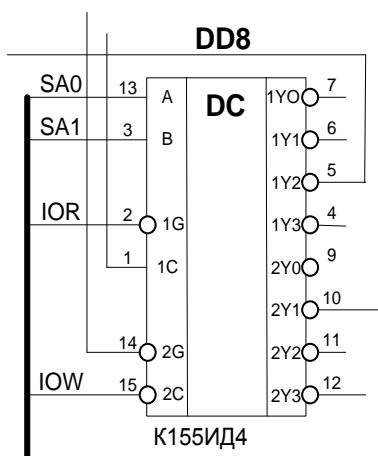 DD8
SA0 13 A DC 1YO 7
SA1 3 B 1Y1 6
1Y2 5
IOR 2 1G 1Y3 4
1 1C 2Y0 9
2Y1 10
14 2G 2Y2 11
IOW 15 2C 2Y3 12
К155ИД4